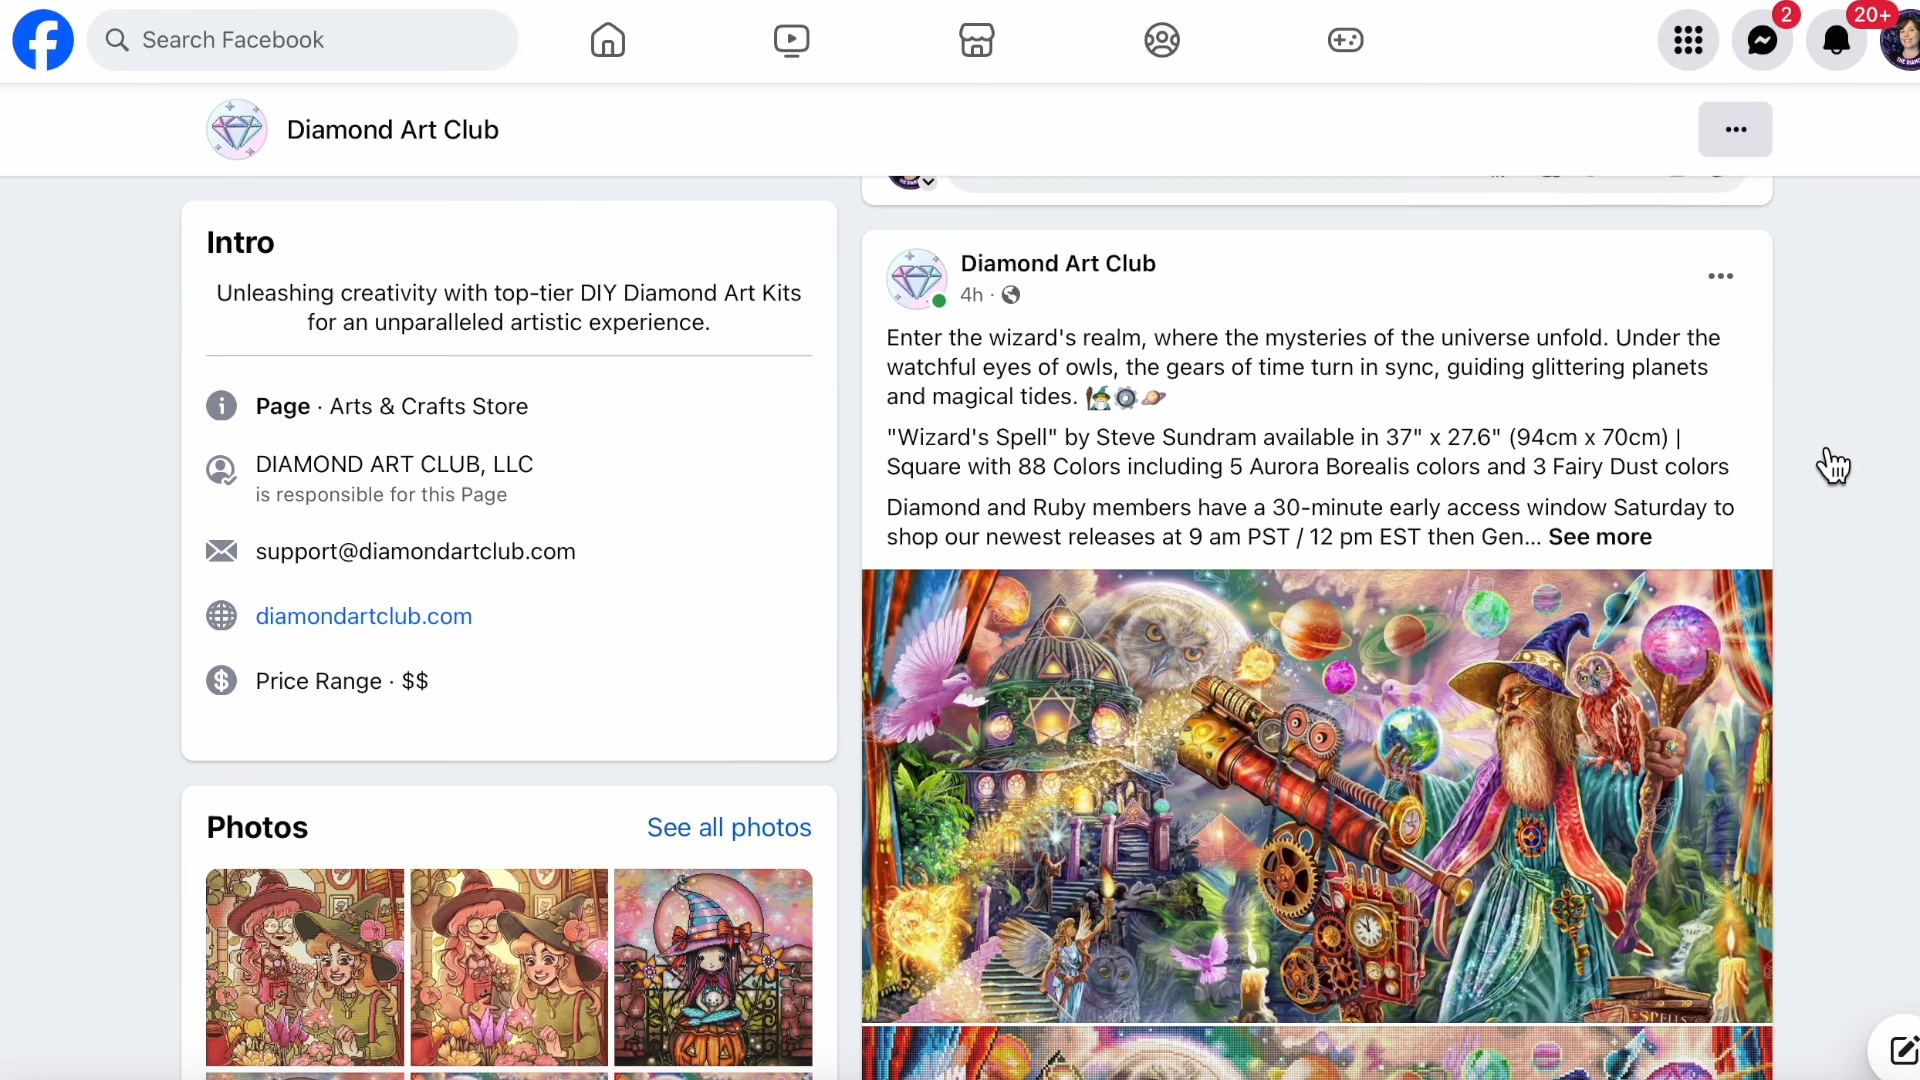 Search Facebook
2
20+
Diamond Art Club
Intro
Unleashing creativity with top-tier DIY Diamond Art Kits
for an unparalleled artistic experience.
Page · Arts & Crafts Store
DIAMOND ART CLUB, LLC
is responsible for this Page
support@diamondartclub.com
diamondartclub.com
Price Range · $$
Photos
See all photos
Diamond Art Club
4h ·
Enter the wizard's realm, where the mysteries of the universe unfold. Under the
watchful eyes of owls, the gears of time turn in sync, guiding glittering planets
and magical tides. 🧙⚙️🪐
"Wizard's Spell" by Steve Sundram available in 37" x 27.6" (94cm x 70cm) |
Square with 88 Colors including 5 Aurora Borealis colors and 3 Fairy Dust colors
Diamond and Ruby members have a 30-minute early access window Saturday to
shop our newest releases at 9 am PST / 12 pm EST then Gen... See more
SPELLS